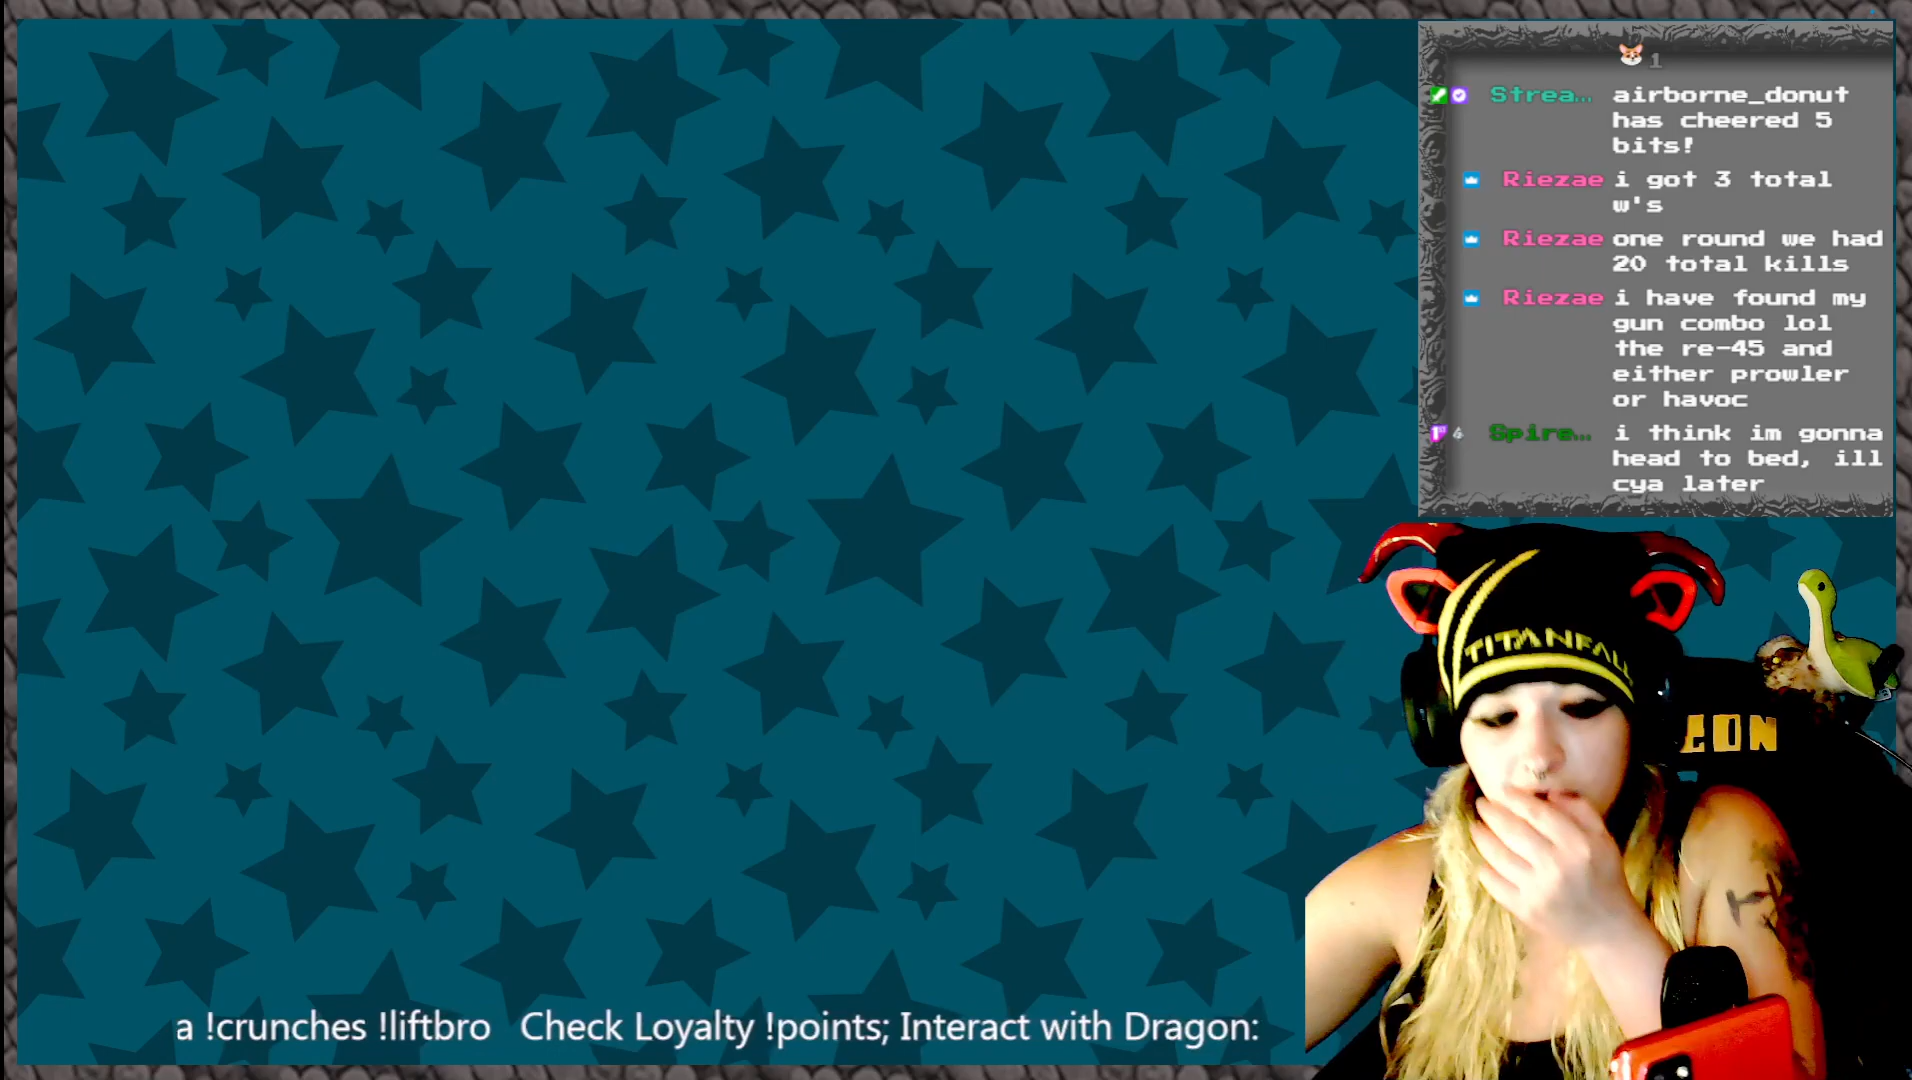 1
Strea... airborne_donut
has cheered 5
bits!
Riezae i got 3 total
w's
Riezae one round we had
20 total kills
Riezae i have found my
gun combo lol
the re-45 and
either prowler
or havoc
6 Spire... i think im gonna
head to bed, ill
cya later
TITANFALL
EON
a !crunches !liftbro Check Loyalty !points; Interact with Dragon: